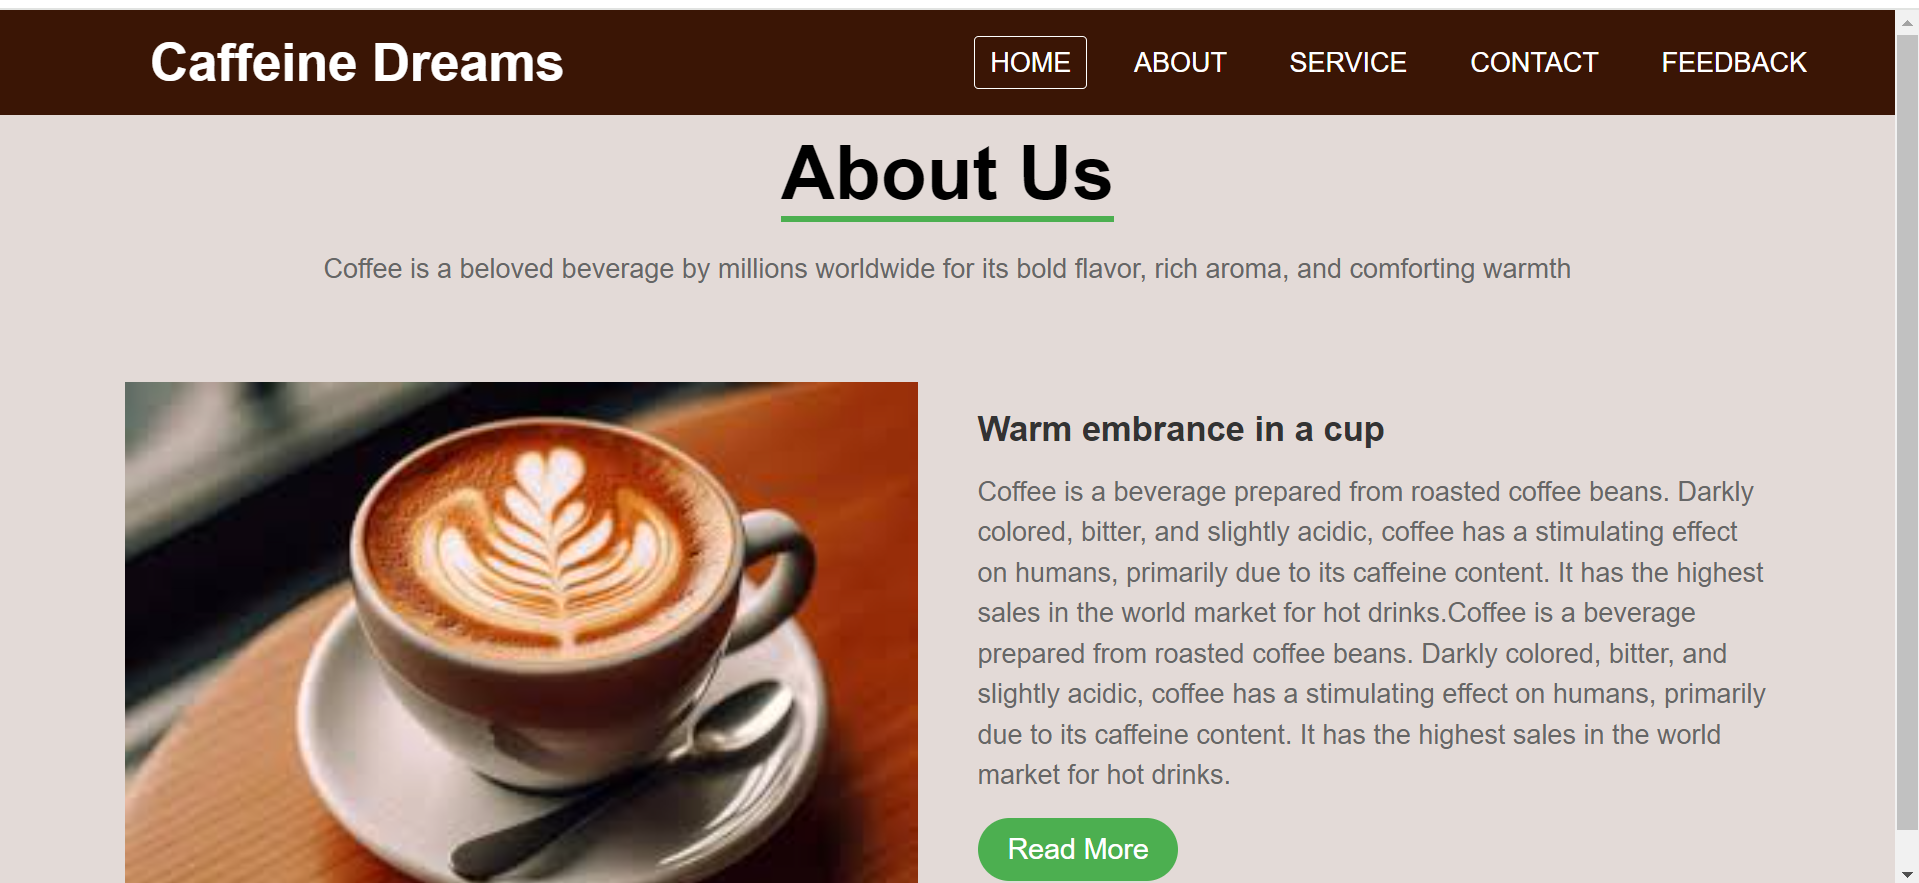 Caffeine Dreams
HOME ABOUT SERVICE CONTACT FEEDBACK
About Us
Coffee is a beloved beverage by millions worldwide for its bold flavor, rich aroma, and comforting warmth
Warm embrance in a cup
Coffee is a beverage prepared from roasted coffee beans. Darkly
colored, bitter, and slightly acidic, coffee has a stimulating effect
on humans, primarily due to its caffeine content. It has the highest
sales in the world market for hot drinks.Coffee is a beverage
prepared from roasted coffee beans. Darkly colored, bitter, and
slightly acidic, coffee has a stimulating effect on humans, primarily
due to its caffeine content. It has the highest sales in the world
market for hot drinks.
Read More